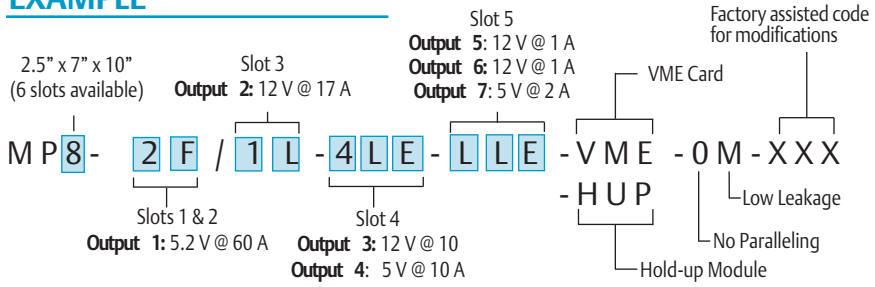 EXAMPLE
Slot 5
Output 5: 12 V @ 1 A
Output 6: 12 V @ 1 A
Output 7: 5 V @ 2 A
Factory assisted code
for modifications
2.5” x 7” x 10”
(6 slots available)
Slot 3
Output 2: 12 V @ 17 A
VME Card
MP8- 2F / 1L -4LE- LLE -VME -0M-XXX
-HUP
Slots 1 & 2
Output 1: 5.2 V @ 60 A
Slot 4
Output 3: 12 V @ 10
Output 4: 5 V @ 10 A
Low Leakage
No Paralleling
Hold-up Module